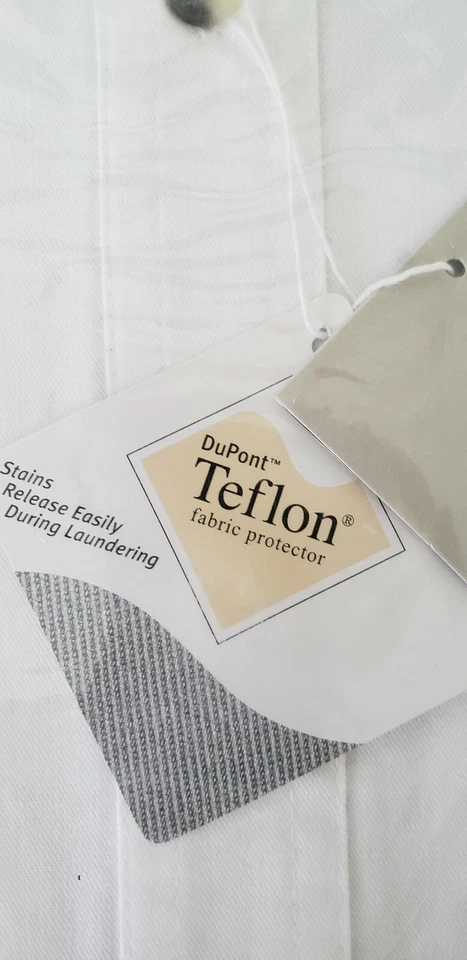 Stains
Release Easily
During Laundering
DuPont™
Teflon®
fabric protector